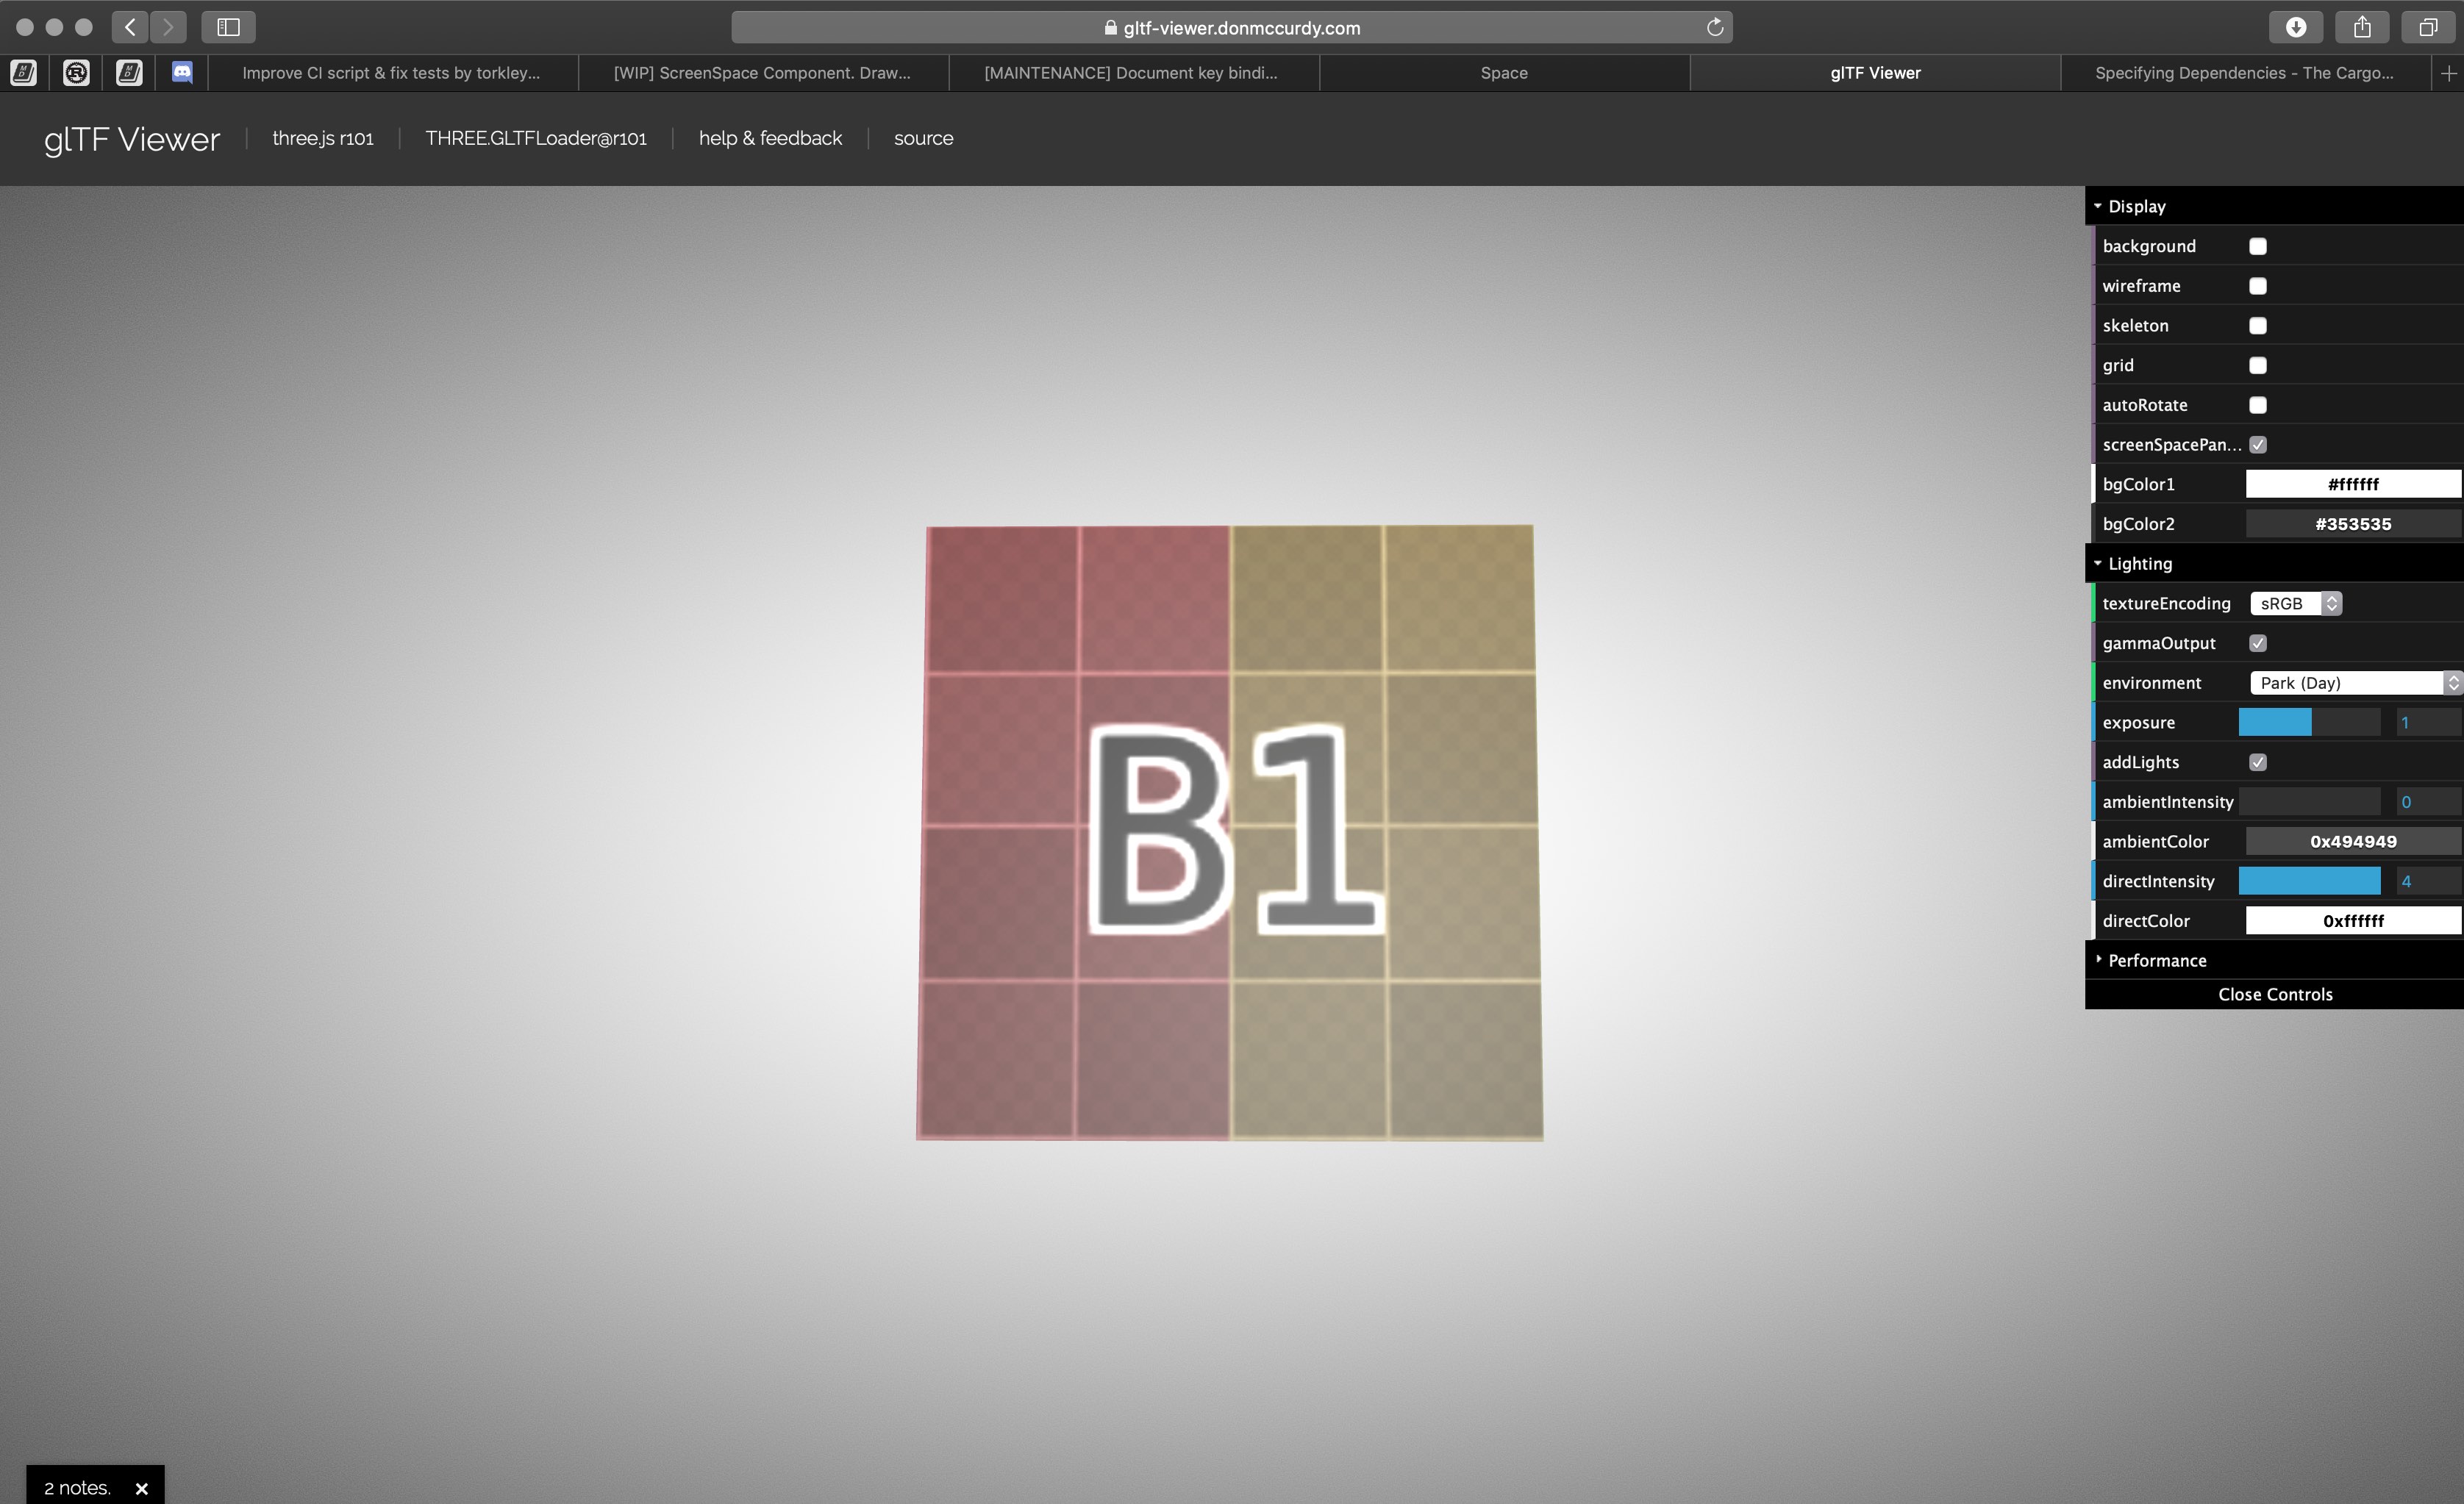 gltf-viewer.donmccurdy.com
Improve CI script & fix tests by torkley...
[WIP] ScreenSpace Component. Draw...
[MAINTENANCE] Document key bindi...
Space
glTF Viewer
Specifying Dependencies - The Cargo...
glTF Viewer
three.js r101
THREE.GLTFLoader@r101
help & feedback
source
Display
background
wireframe
skeleton
grid
autoRotate
screenSpacePan...
bgColor1 #ffffff
bgColor2 #353535
Lighting
textureEncoding sRGB
gammaOutput
environment Park (Day)
exposure 1
addLights
ambientIntensity 0
ambientColor 0x494949
directIntensity 4
directColor 0xffffff
Performance
Close Controls
B1
2 notes. ×